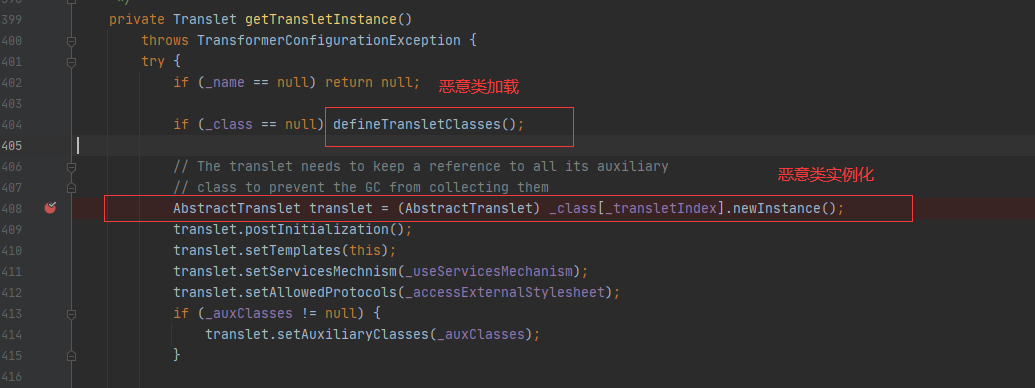 399 private Translet getTransletInstance()
400 throws TransformerConfigurationException {
401 try {
402 if (_name == null) return null;
恶意类加载
403
404 if (_class == null) defineTransletClasses();
405
406 // The translet needs to keep a reference to all its auxiliary
恶意类实例化
407 // class to prevent the GC from collecting them
408 AbstractTranslet translet = (AbstractTranslet) _class[_transletIndex].newInstance();
409 translet.postInitialization();
410 translet.setTemplates(this);
411 translet.setServicesMechnism(_useServicesMechanism);
412 translet.setAllowedProtocols(_accessExternalStylesheet);
413 if (_auxClasses != null) {
414 translet.setAuxiliaryClasses(_auxClasses);
415 }
416